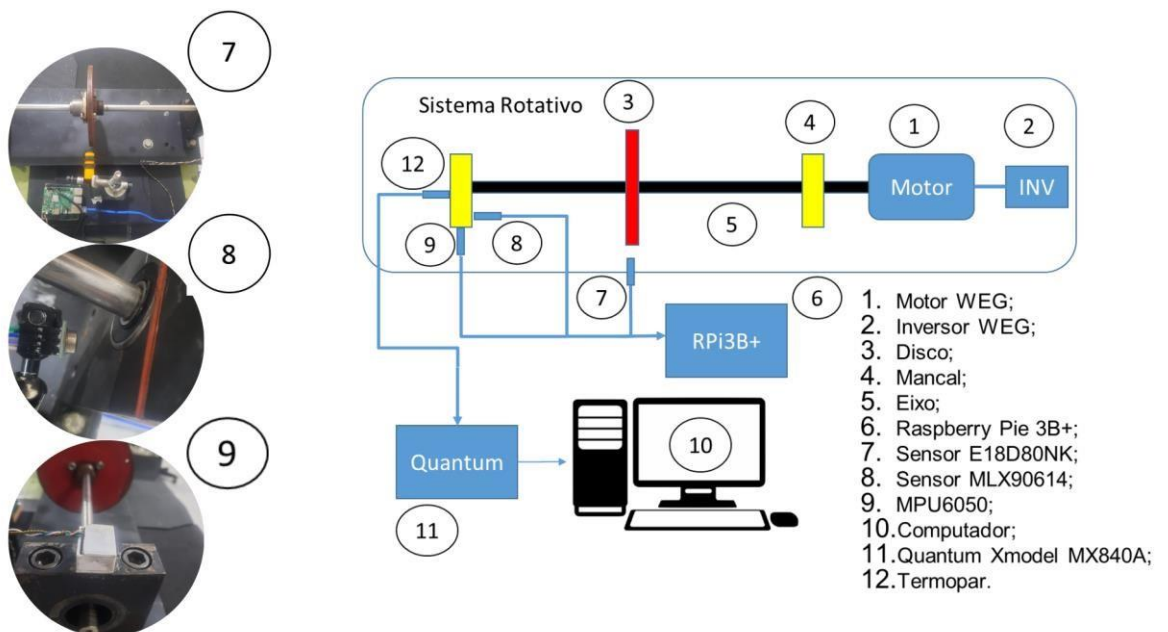 7
8
9
Sistema Rotativo
3
4
1
2
12
Motor
INV
5
9
8
7
6
RPi3B+
Quantum
10
11
1. Motor WEG;
2. Inversor WEG;
3. Disco;
4. Mancal;
5. Eixo;
6. Raspberry Pie 3B+;
7. Sensor E18D80NK;
8. Sensor MLX90614;
9. MPU6050;
10.Computador;
11.Quantum Xmodel MX840A;
12.Termopar.